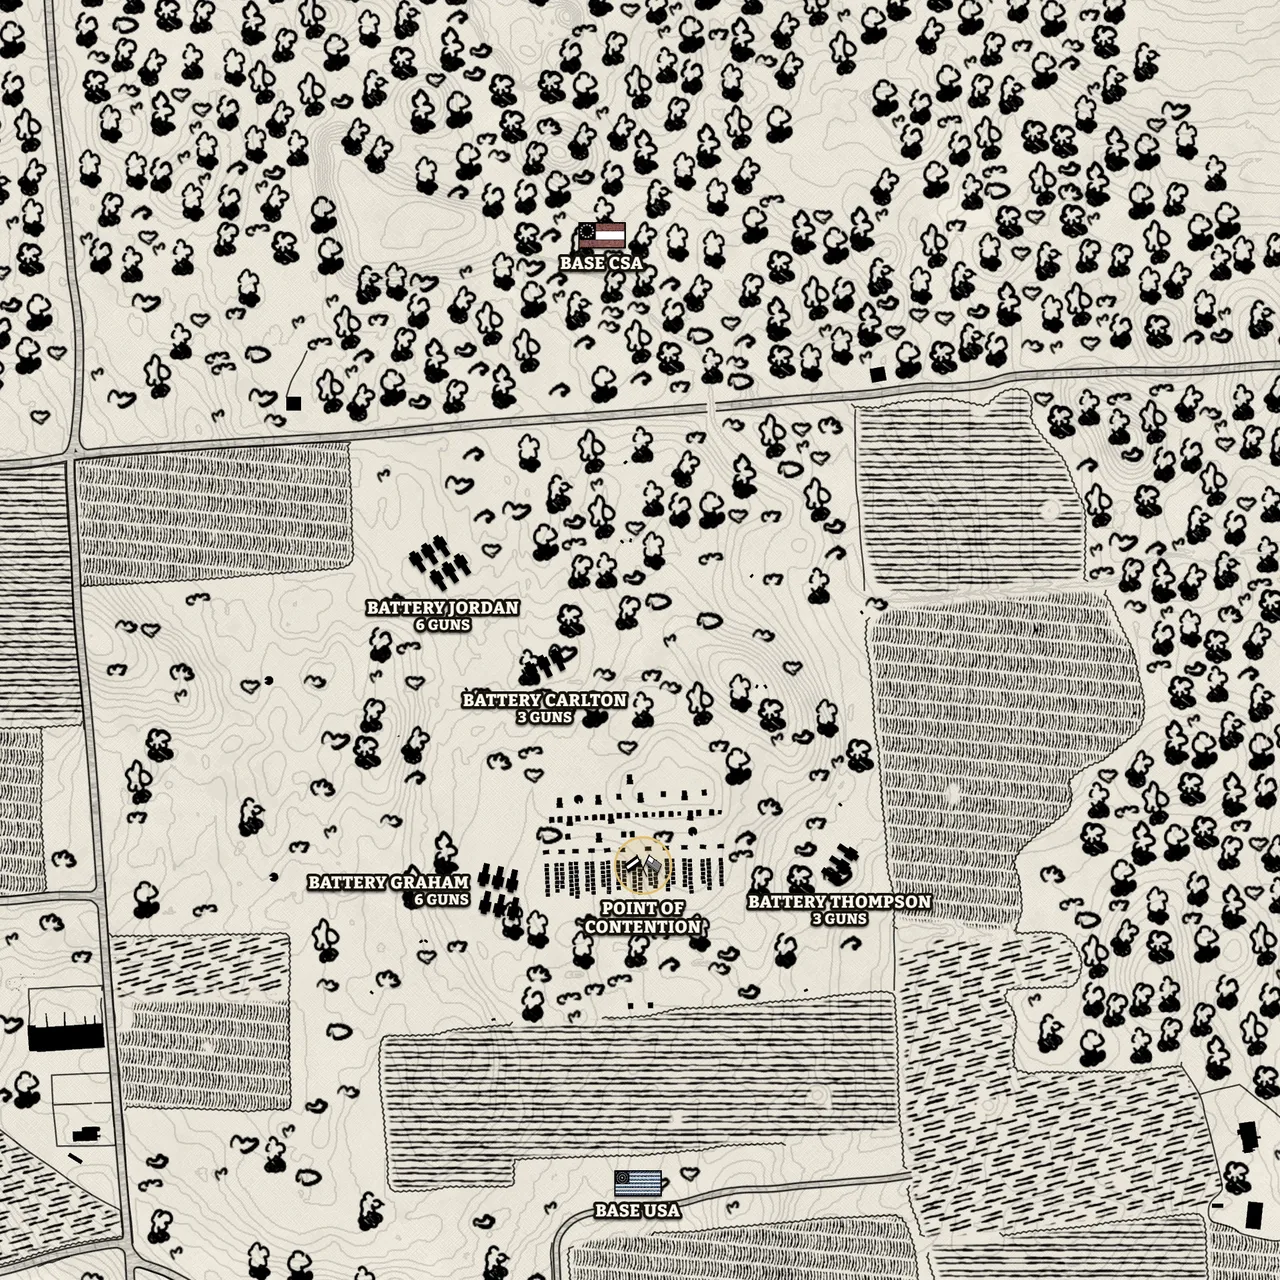 BASE CSA
BATTERY JORDAN
6 GUNS
BATTERY CARLTON
3 GUNS
BATTERY GRAHAM
6 GUNS
POINT OF
CONTENTION
BATTERY THOMPSON
3 GUNS
BASE USA